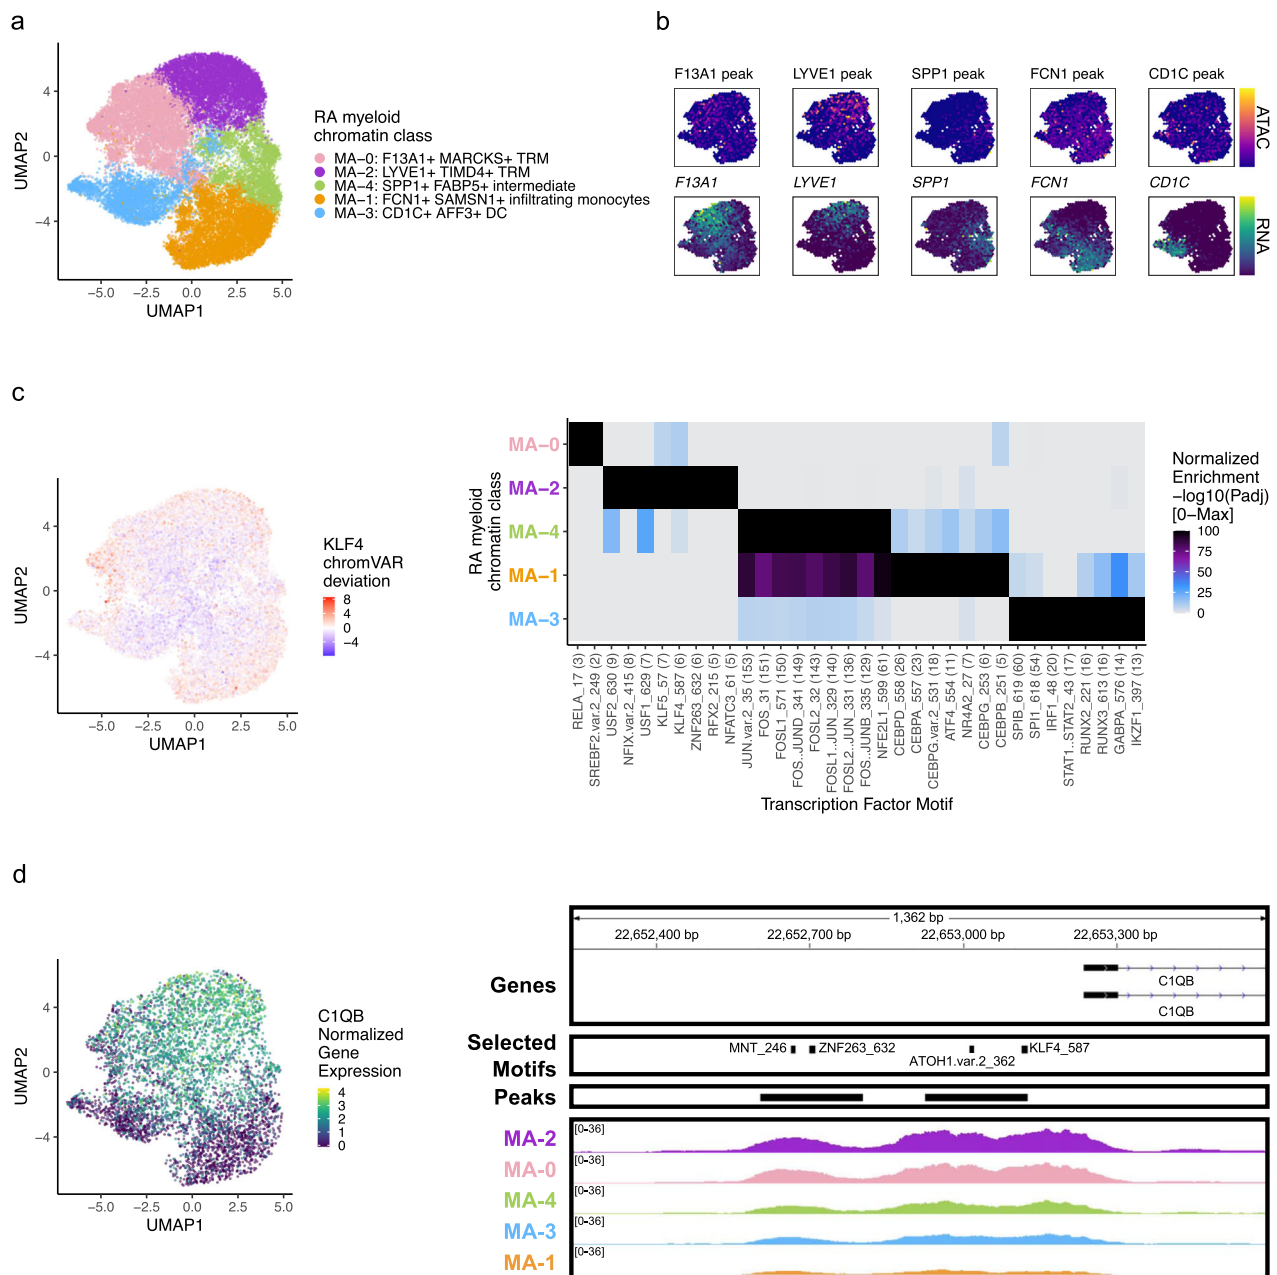 a
4
0
−4
UMAP2
−5.0
−2.5
0.0
2.5
5.0
UMAP1
RA myeloid
chromatin class
MA−0: F13A1+ MARCKS+ TRM
MA−2: LYVE1+ TIMD4+ TRM
MA−4: SPP1+ FABP5+ intermediate
MA−1: FCN1+ SAMSN1+ infiltrating monocytes
MA−3: CD1C+ AFF3+ DC
b
F13A1 peak
LYVE1 peak
SPP1 peak
FCN1 peak
CD1C peak
ATAC
F13A1
LYVE1
SPP1
FCN1
CD1C
RNA
c
4
0
−4
UMAP2
−5.0
−2.5
0.0
2.5
5.0
UMAP1
KLF4
chromVAR
deviation
8
4
0
−4
RA myeloid
chromatin class
MA−0
MA−2
MA−4
MA−1
MA−3
RELA_17 (3)
SREBF2.var.2_249 (2)
USF2_630 (9)
NFIX.var.2_415 (8)
USF1_629 (7)
KLF5_57 (7)
KLF4_587 (6)
ZNF263_632 (6)
RFX2_215 (5)
NFATC3_61 (5)
JUN.var.2_35 (153)
FOS_31 (151)
FOSL1_571 (150)
FOS..JUND_341 (149)
FOSL2_32 (143)
FOSL1..JUN_329 (140)
FOSL2..JUN_331 (136)
FOS..JUNB_335 (129)
NFE2L1_599 (61)
CEBPD_558 (26)
CEBPA_557 (23)
CEBPG.var.2_531 (18)
ATF4_554 (11)
NR4A2_27 (7)
CEBPG_253 (6)
CEBPB_251 (5)
SPIB_619 (60)
SPI1_618 (54)
IRF1_48 (20)
STAT1..STAT2_43 (17)
RUNX2_221 (16)
RUNX3_613 (16)
GABPA_576 (14)
IKZF1_397 (13)
Transcription Factor Motif
Normalized
Enrichment
−log10(Padj)
[0−Max]
100
75
50
25
0
d
4
0
−4
UMAP2
−5.0
−2.5
0.0
2.5
5.0
UMAP1
C1QB
Normalized
Gene
Expression
4
3
2
1
0
1,362 bp
22,652,400 bp
22,652,700 bp
22,653,000 bp
22,653,300 bp
Genes
C1QB
C1QB
Selected
Motifs
MNT_246
ZNF263_632
ATOH1.var.2_362
KLF4_587
Peaks
MA-2
[0-36]
MA-0
[0-36]
MA-4
[0-36]
MA-3
[0-36]
MA-1
[0-36]